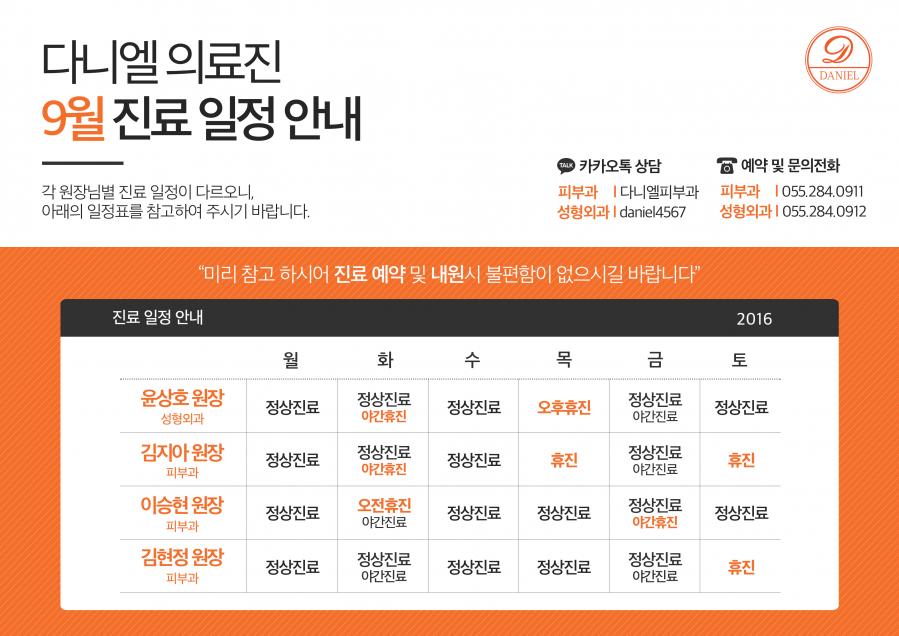 다니엘 의료진
9월 진료 일정 안내
각 원장님별 진료 일정이 다르오니,
아래의 일정표를 참고하여 주시기 바랍니다.
D
DANIEL
TALK 카카오톡 상담
피부과 | 다니엘피부과
성형외과 | daniel4567
예약 및 문의전화
피부과 | 055.284.0911
성형외과 | 055.284.0912
“미리 참고 하시어 진료 예약 및 내원시 불편함이 없으시길 바랍니다”
진료 일정 안내 2016
월 화 수 목 금 토
윤상호 원장 정상진료 정상진료 정상진료 오후휴진 정상진료 정상진료
성형외과 야간휴진 야간진료
김지아 원장 정상진료 정상진료 정상진료 휴진 정상진료 휴진
피부과 야간휴진 야간진료
이승현 원장 정상진료 오전휴진 정상진료 정상진료 정상진료 정상진료
피부과 야간진료 야간휴진
김현정 원장 정상진료 정상진료 정상진료 정상진료 정상진료 휴진
피부과 야간진료 야간진료